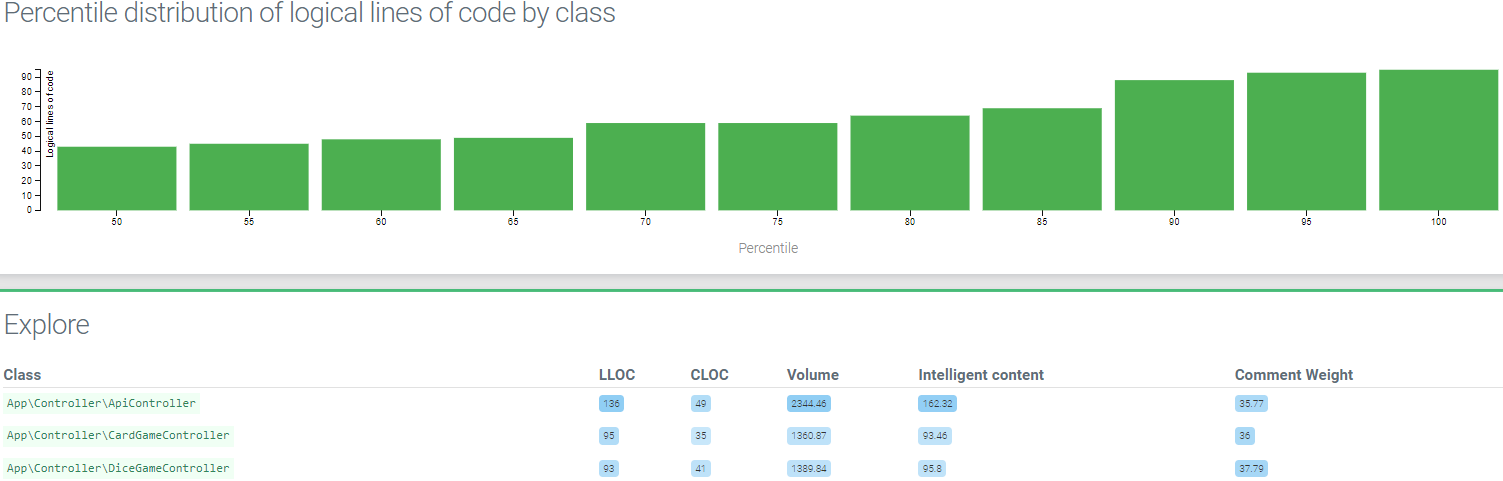 Percentile distribution of logical lines of code by class
Logical lines of code
90
80
70
60
50
40
30
20
10
0
50 55 60 65 70 75 80 85 90 95 100
Percentile
Explore
Class LLOC CLOC Volume Intelligent content Comment Weight
App\Controller\ApiController 136 49 2344.46 162.32 35.77
App\Controller\CardGameController 95 35 1360.87 93.46 36
App\Controller\DiceGameController 93 41 1389.84 95.8 37.79